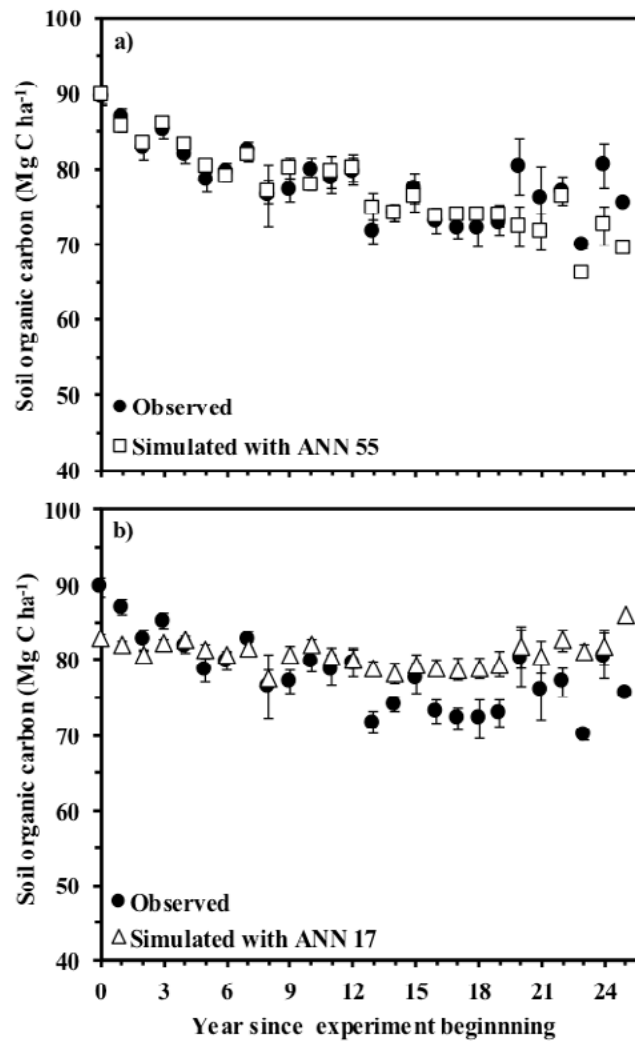 100
a)
90
80
70
60
50
40
Soil organic carbon (Mg C ha⁻¹)
Observed
Simulated with ANN 55
100
b)
90
80
70
60
50
40
Soil organic carbon (Mg C ha⁻¹)
Observed
Simulated with ANN 17
0 3 6 9 12 15 18 21 24
Year since experiment beginnning